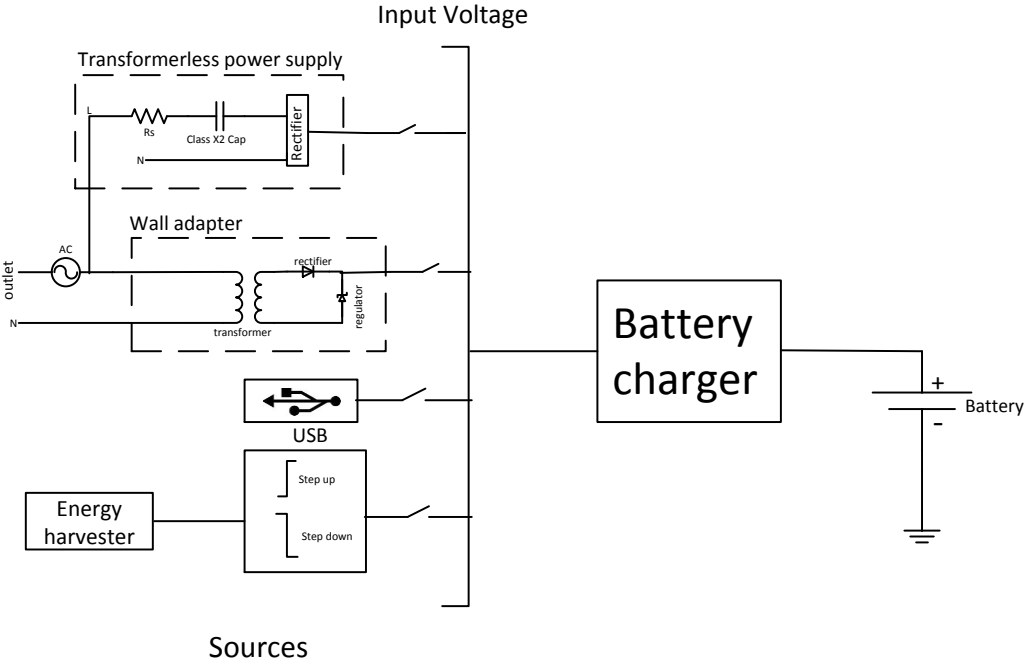 Input Voltage
Transformerless power supply
L
Rs
Class X2 Cap
Rectifier
N
Wall adapter
AC
outlet
rectifier
regulator
N
transformer
Battery
charger
+
-
Battery
USB
Step up
Step down
Energy
harvester
Sources